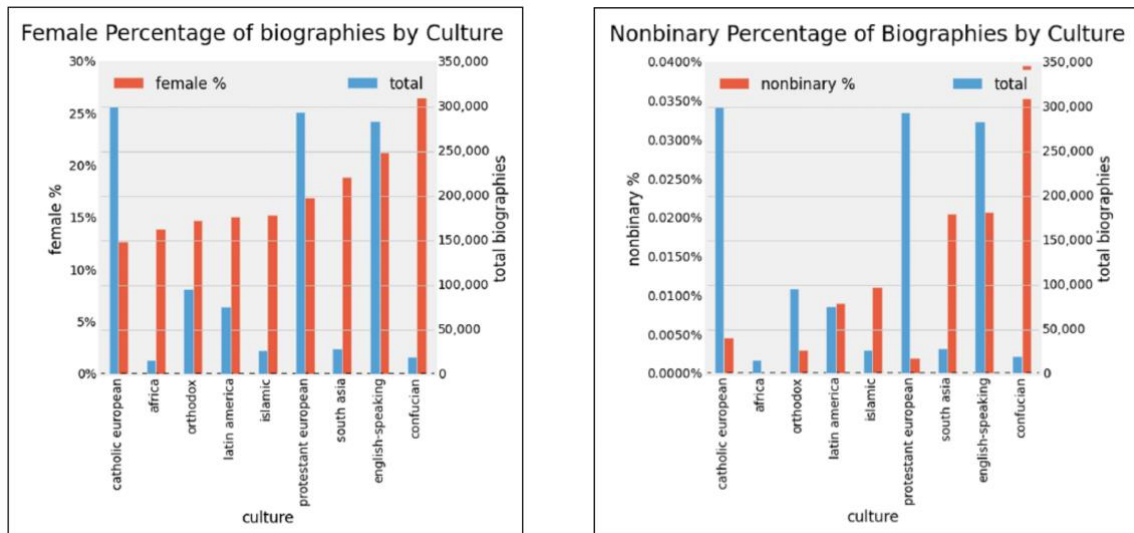 Female Percentage of biographies by Culture
30%
25%
20%
15%
10%
5%
0%
female %
female %
total
350,000
300,000
250,000
200,000
150,000
100,000
50,000
0
total biographies
catholic european
africa
orthodox
latin america
islamic
protestant european
south asia
english-speaking
confucian
culture
Nonbinary Percentage of Biographies by Culture
0.0400%
0.0350%
0.0300%
0.0250%
0.0200%
0.0150%
0.0100%
0.0050%
0.0000%
nonbinary %
nonbinary %
total
350,000
300,000
250,000
200,000
150,000
100,000
50,000
0
total biographies
catholic european
africa
orthodox
latin america
islamic
protestant european
south asia
english-speaking
confucian
culture